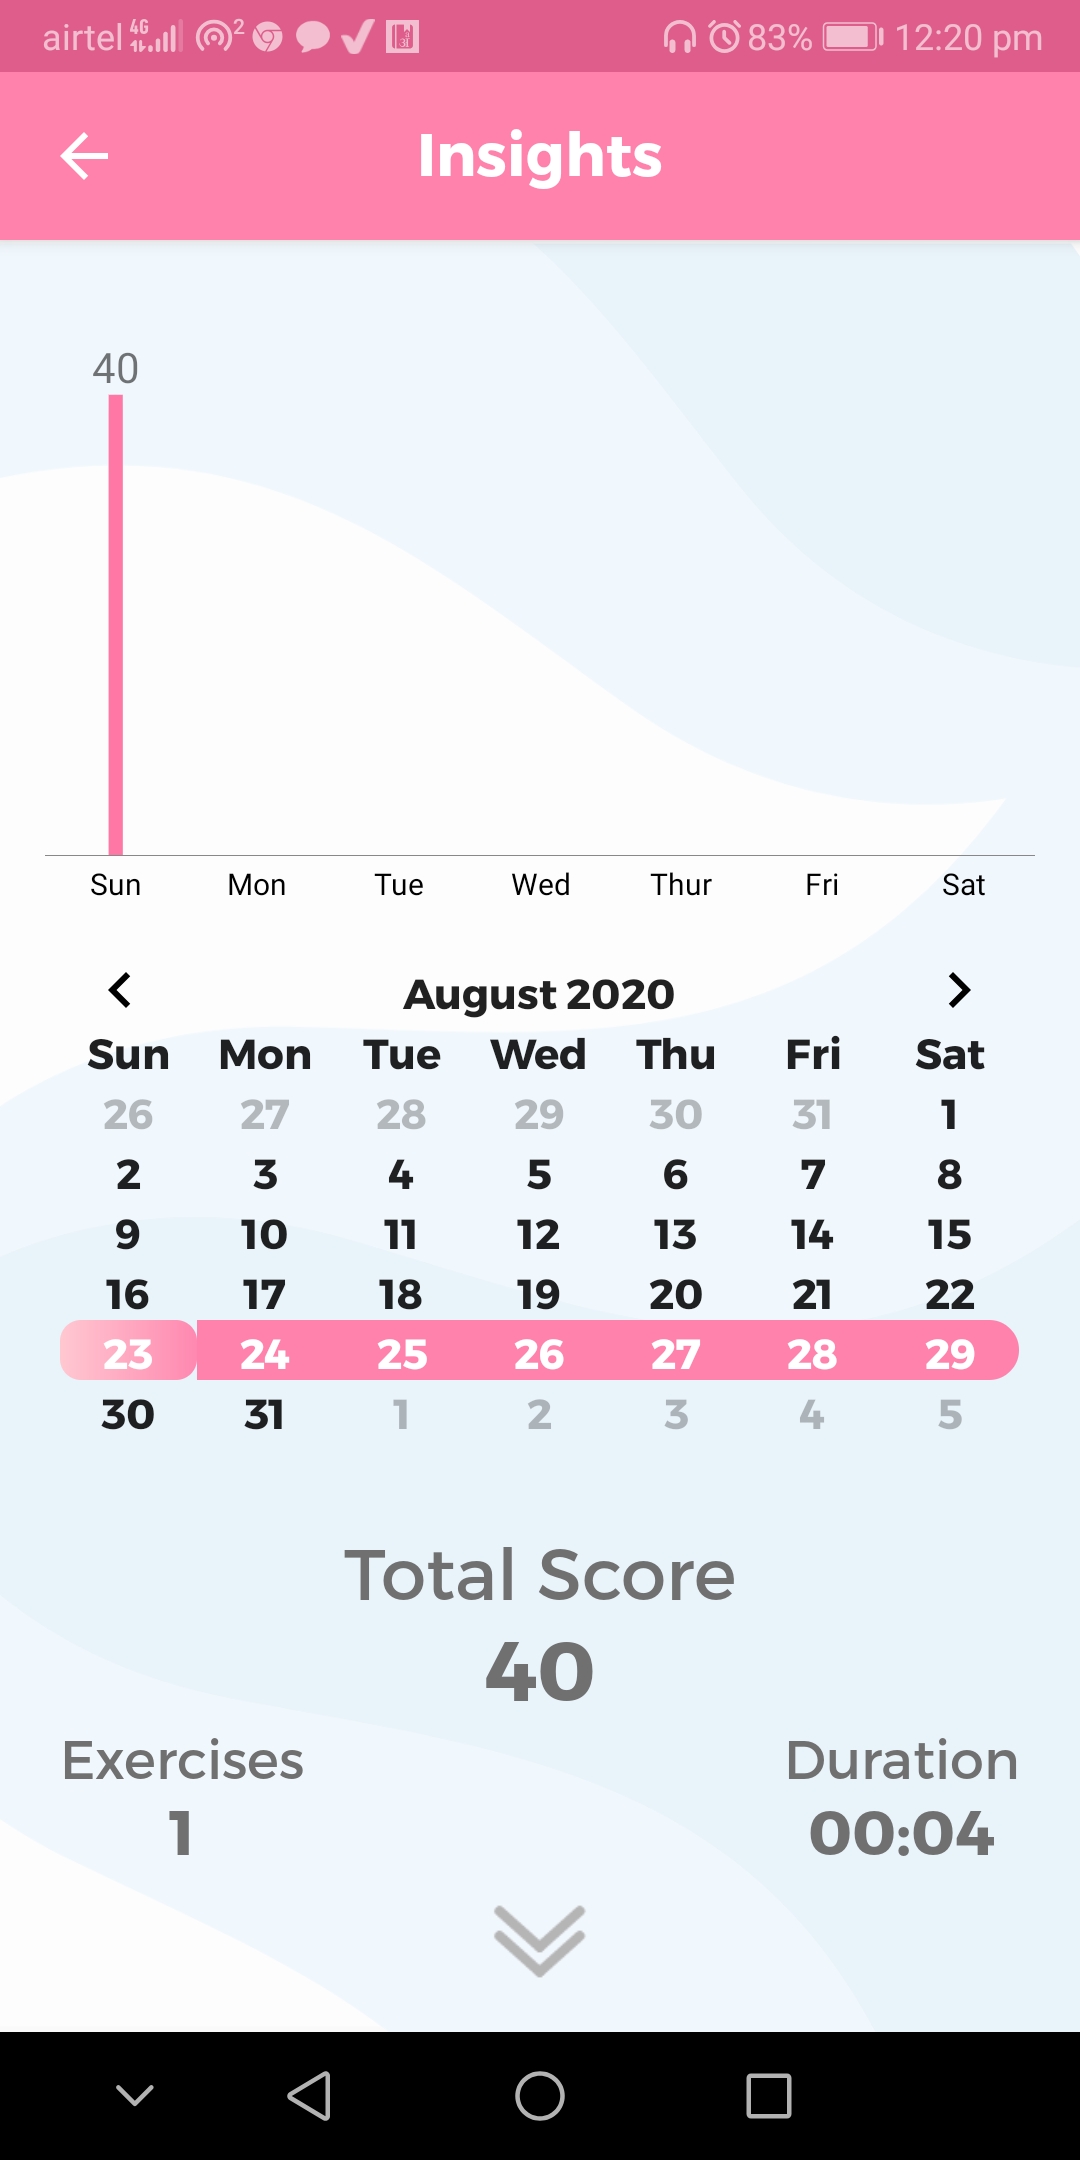 airtel 4G 2 83% 12:20 pm
Insights
40
Sun Mon Tue Wed Thur Fri Sat
August 2020
Sun Mon Tue Wed Thu Fri Sat
26 27 28 29 30 31 1
2 3 4 5 6 7 8
9 10 11 12 13 14 15
16 17 18 19 20 21 22
23 24 25 26 27 28 29
30 31 1 2 3 4 5
Total Score
40
Exercises Duration
1 00:04